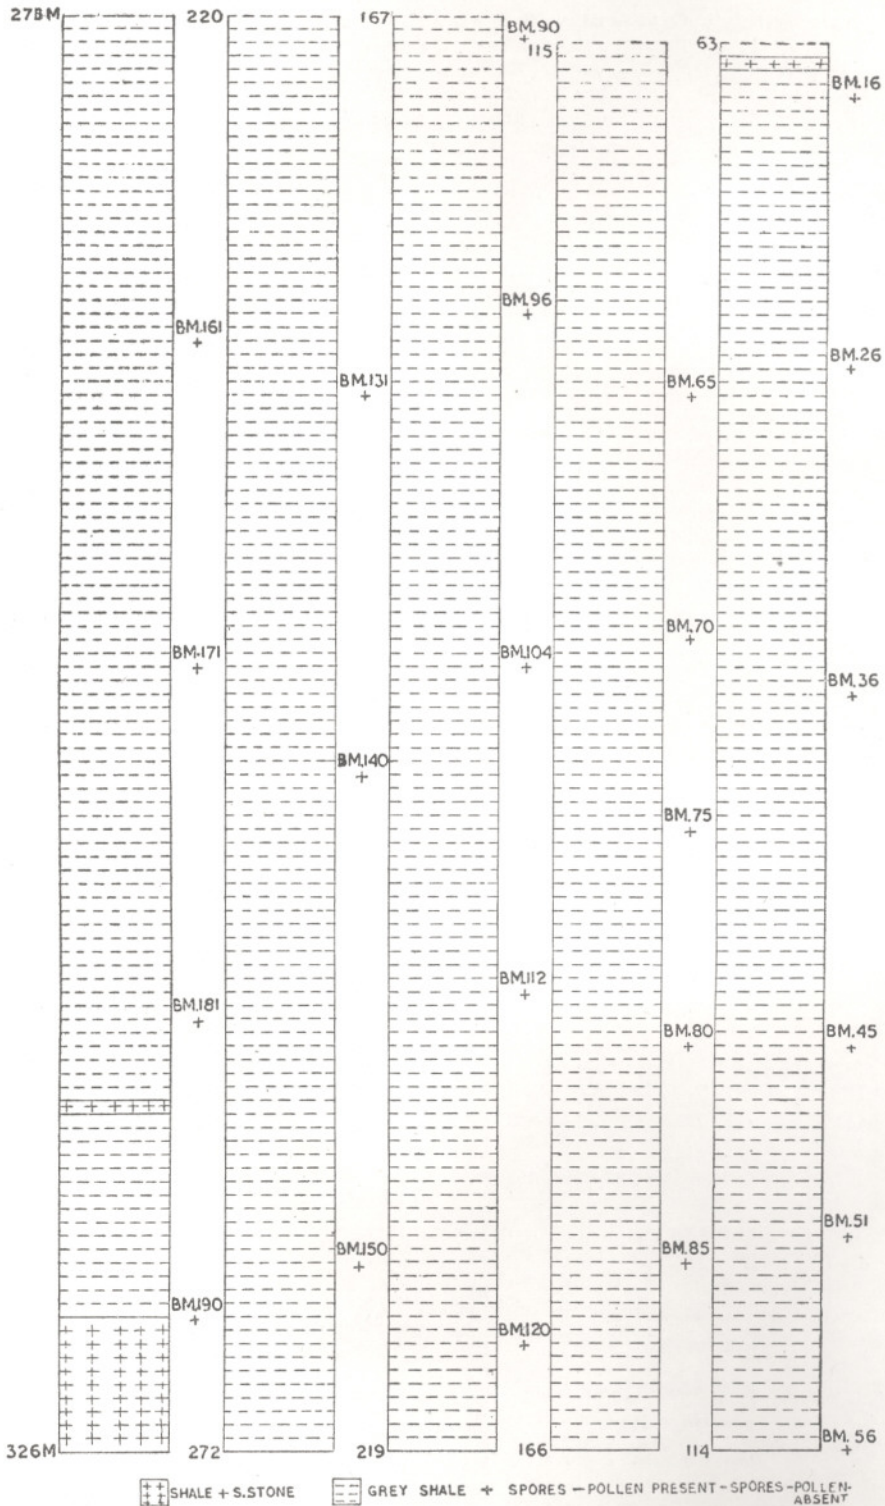 27BM
220
167
BM.90
115
63
BM.16
BM.96
BM.161
BM.26
BM.131
BM.65
BM.70
BM.171
BM.104
BM.36
BM.140
BM.75
BM.112
BM.181
BM.80
BM.45
BM.51
BM.150
BM.85
BM.190
BM.120
326M
272
219
166
114
BM. 56
SHALE + S.STONE
GREY SHALE + SPORES – POLLEN PRESENT - SPORES - POLLEN-
ABSENT